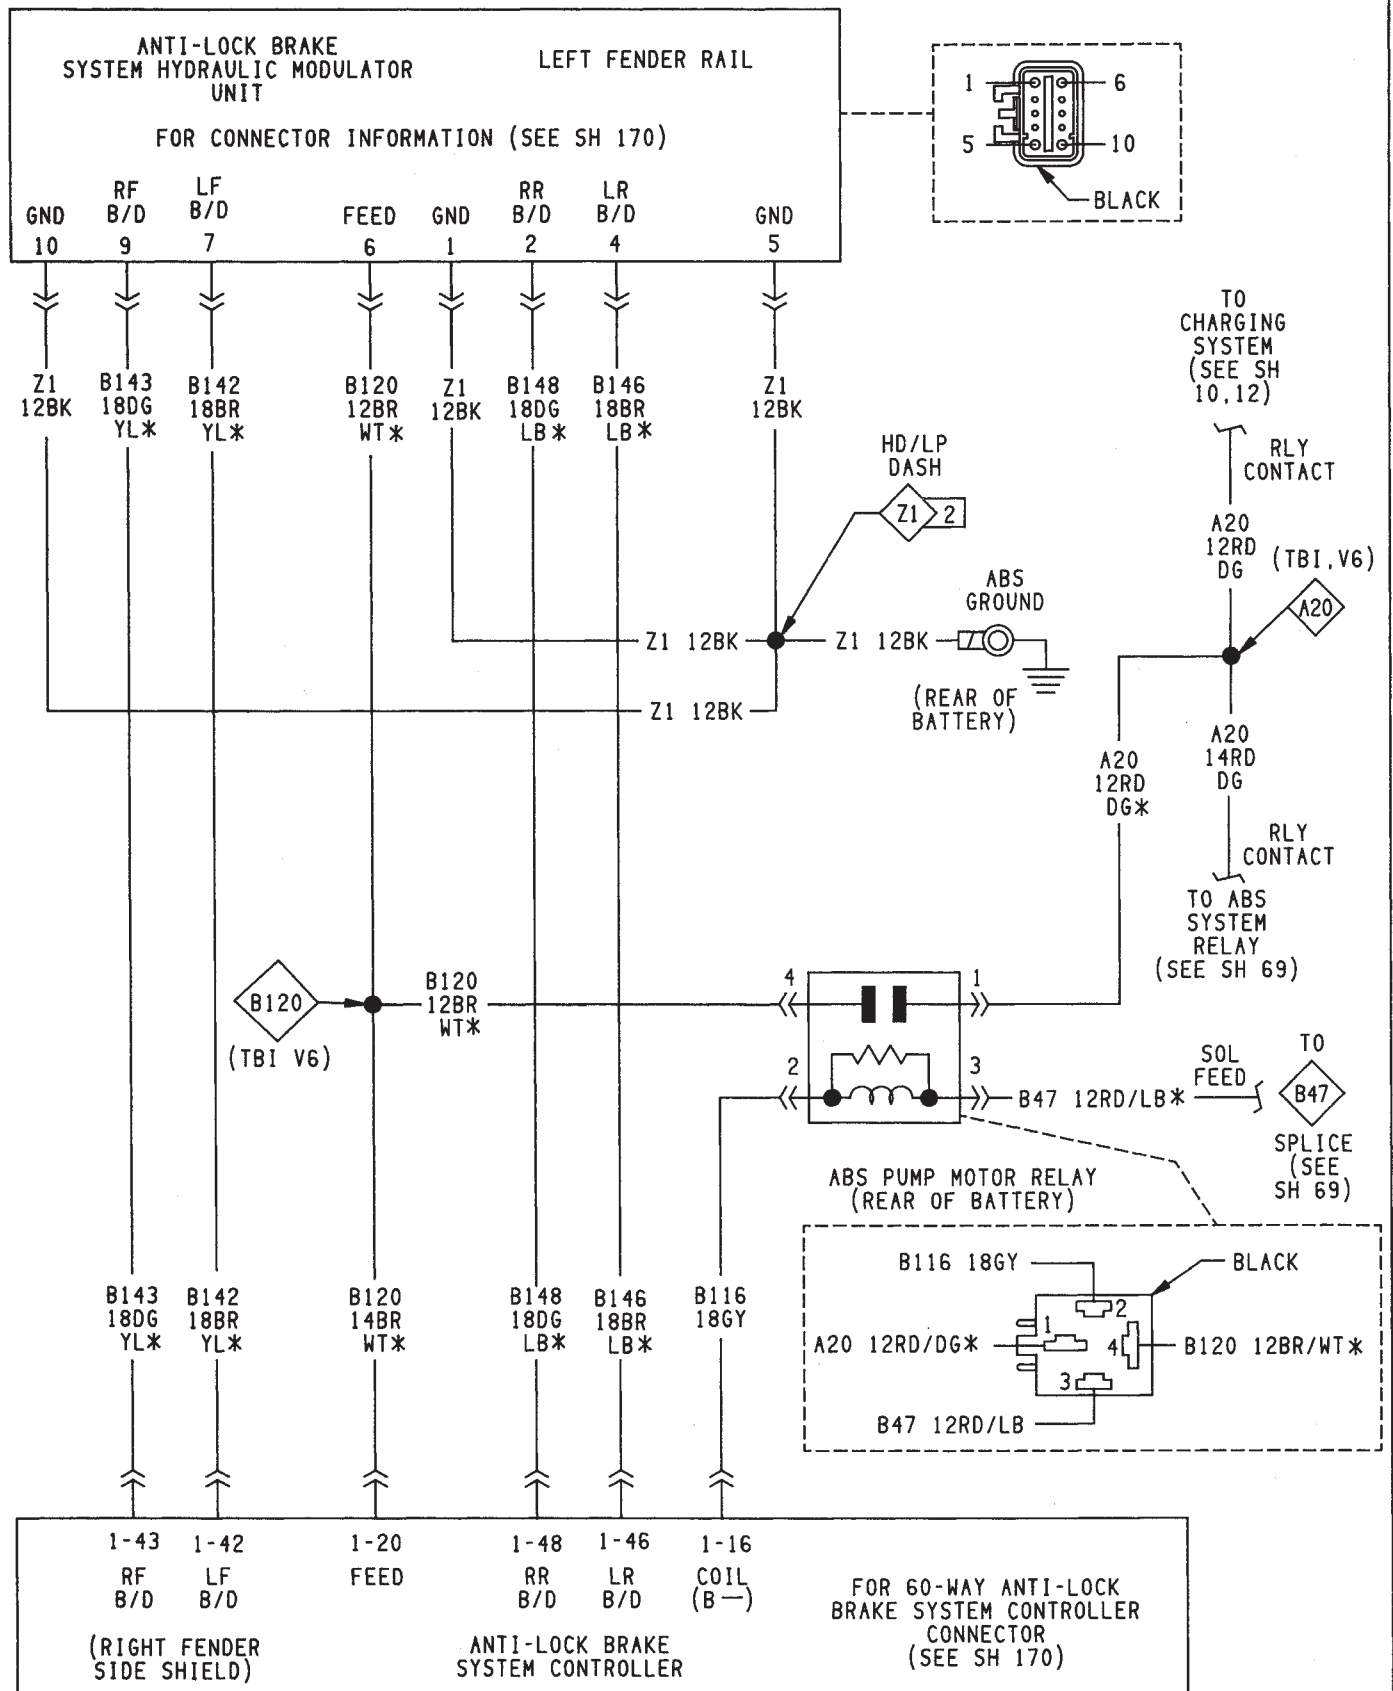 ANTI-LOCK BRAKE
SYSTEM HYDRAULIC MODULATOR
UNIT
LEFT FENDER RAIL
FOR CONNECTOR INFORMATION (SEE SH 170)
1
6
5
10
BLACK
GND
10
RF
B/D
9
LF
B/D
7
FEED
6
GND
1
RR
B/D
2
LR
B/D
4
GND
5
Z1
12BK
B143
18DG
YL*
B142
18BR
YL*
B120
12BR
WT*
Z1
12BK
B148
18DG
LB*
B146
18BR
LB*
Z1
12BK
TO
CHARGING
SYSTEM
(SEE SH
10,12)
RLY
CONTACT
HD/LP
DASH
Z1 2
A20
12RD
DG
(TBI,V6)
A20
ABS
GROUND
Z1 12BK
Z1 12BK
(REAR OF
BATTERY)
Z1 12BK
A20
12RD
DG*
A20
14RD
DG
RLY
CONTACT
TO ABS
SYSTEM
RELAY
(SEE SH 69)
B120
(TBI V6)
B120
12BR
WT*
4
1
2
3
B47 12RD/LB*
SOL
FEED
TO
B47
SPLICE
(SEE
SH 69)
ABS PUMP MOTOR RELAY
(REAR OF BATTERY)
B116 18GY
BLACK
2
1
A20 12RD/DG*
4
B120 12BR/WT*
3
B47 12RD/LB
B143
18DG
YL*
B142
18BR
YL*
B120
14BR
WT*
B148
18DG
LB*
B146
18BR
LB*
B116
18GY
1-43
RF
B/D
1-42
LF
B/D
1-20
FEED
1-48
RR
B/D
1-46
LR
B/D
1-16
COIL
(B—)
(RIGHT FENDER
SIDE SHIELD)
ANTI-LOCK BRAKE
SYSTEM CONTROLLER
FOR 60-WAY ANTI-LOCK
BRAKE SYSTEM CONTROLLER
CONNECTOR
(SEE SH 170)